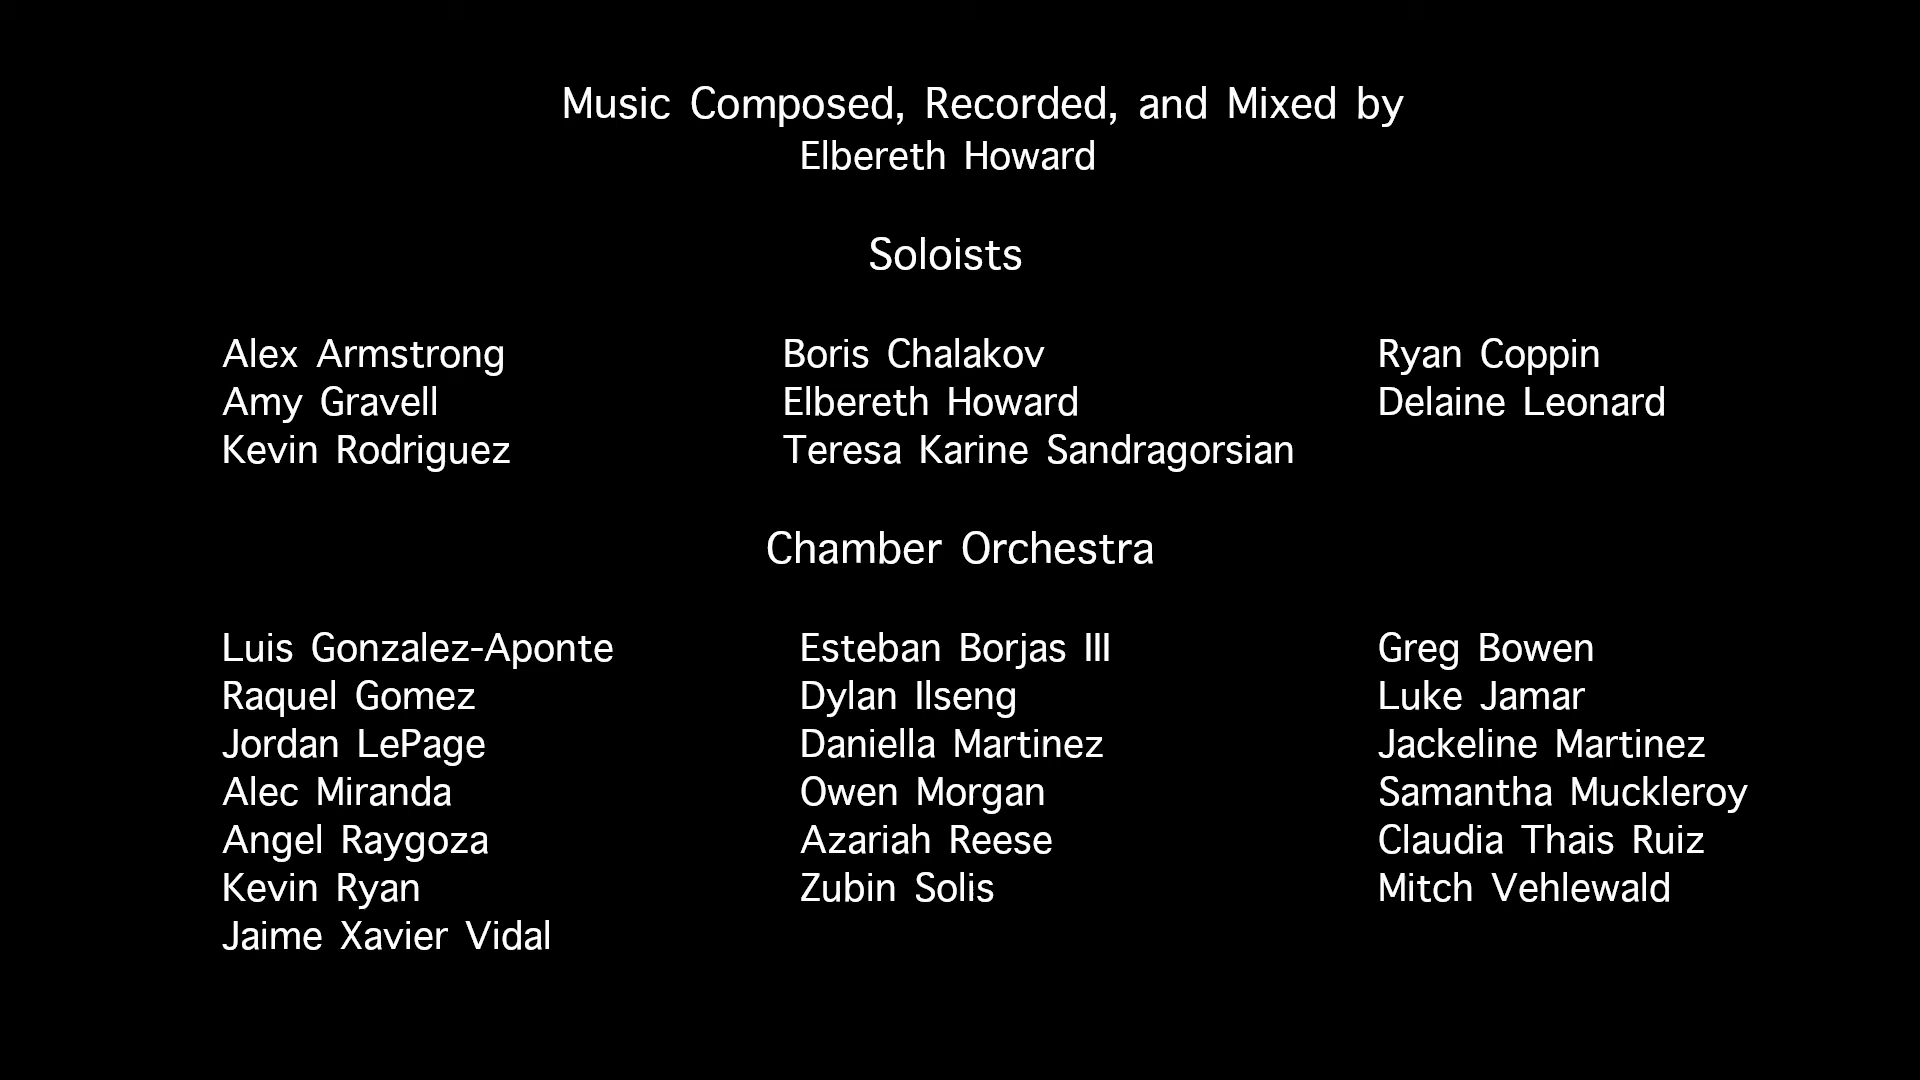 Music Composed, Recorded, and Mixed by
Elbereth Howard
Soloists
Alex Armstrong Boris Chalakov Ryan Coppin
Amy Gravell Elbereth Howard Delaine Leonard
Kevin Rodriguez Teresa Karine Sandragorsian
Chamber Orchestra
Luis Gonzalez-Aponte Esteban Borjas III Greg Bowen
Raquel Gomez Dylan Ilseng Luke Jamar
Jordan LePage Daniella Martinez Jackeline Martinez
Alec Miranda Owen Morgan Samantha Muckleroy
Angel Raygoza Azariah Reese Claudia Thais Ruiz
Kevin Ryan Zubin Solis Mitch Vehlewald
Jaime Xavier Vidal